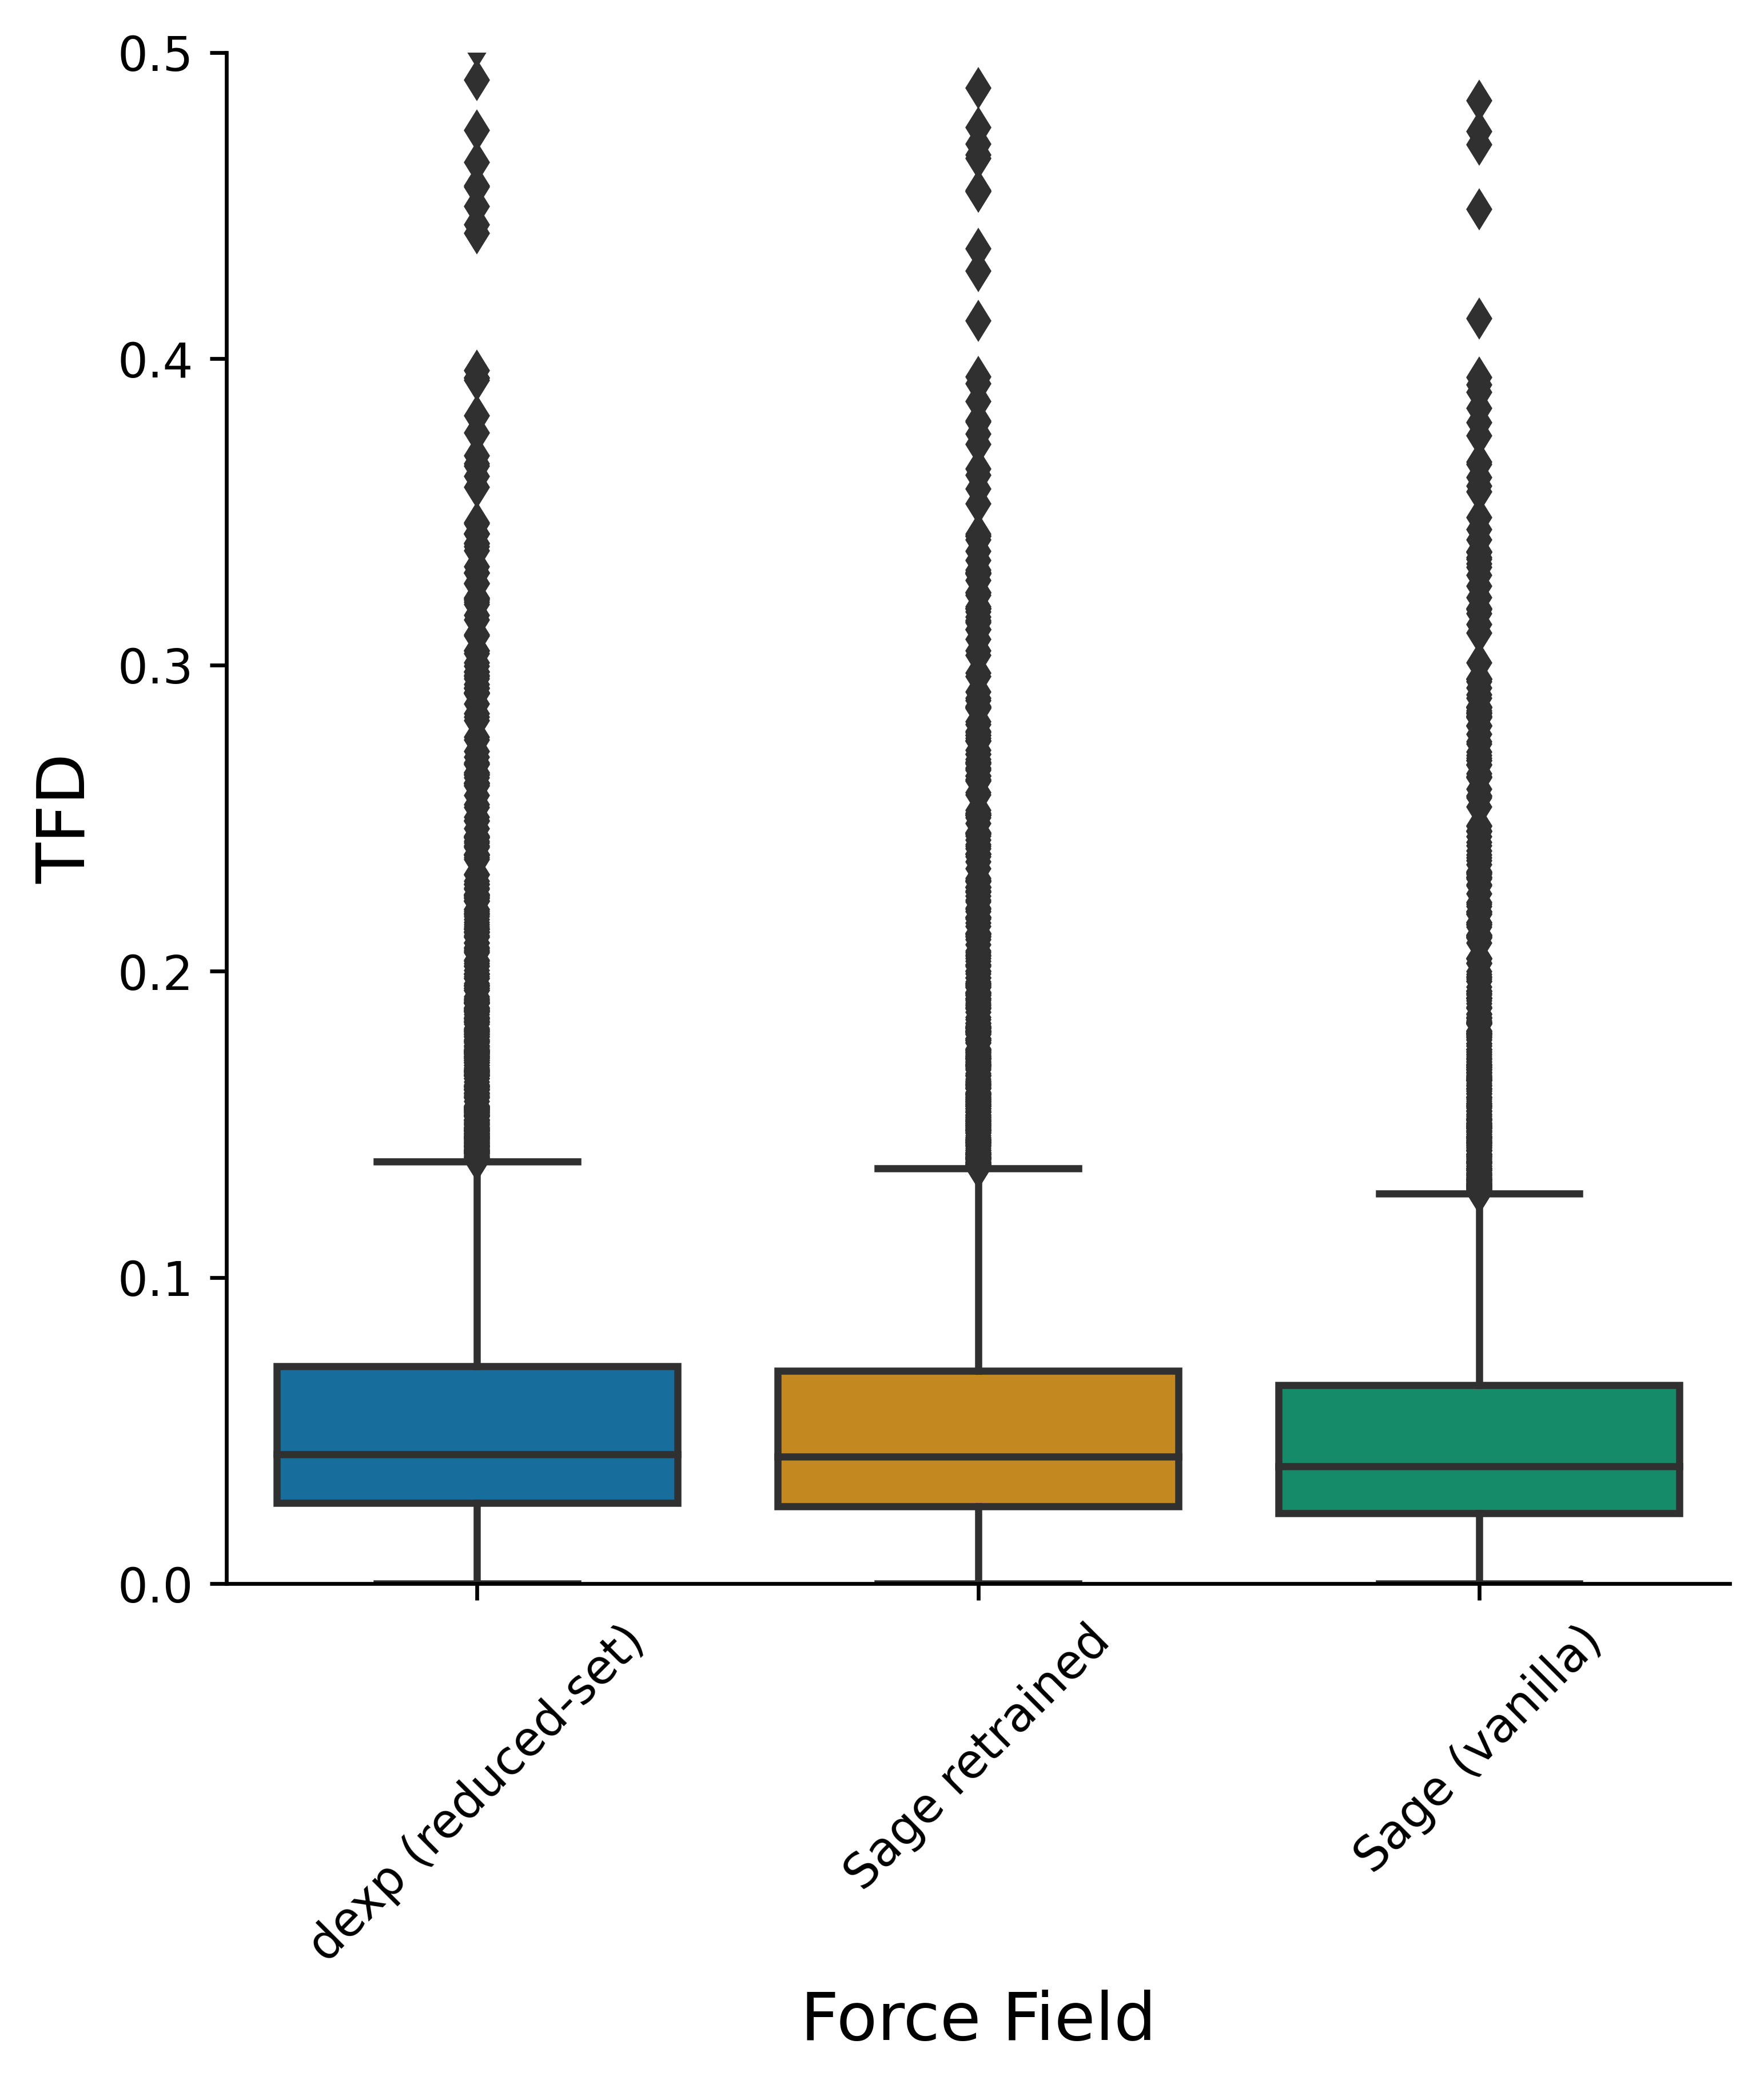 0.5
0.4
0.3
0.2
0.1
0.0
TFD
dexp (reduced-set)
Sage retrained
Sage (vanilla)
Force Field